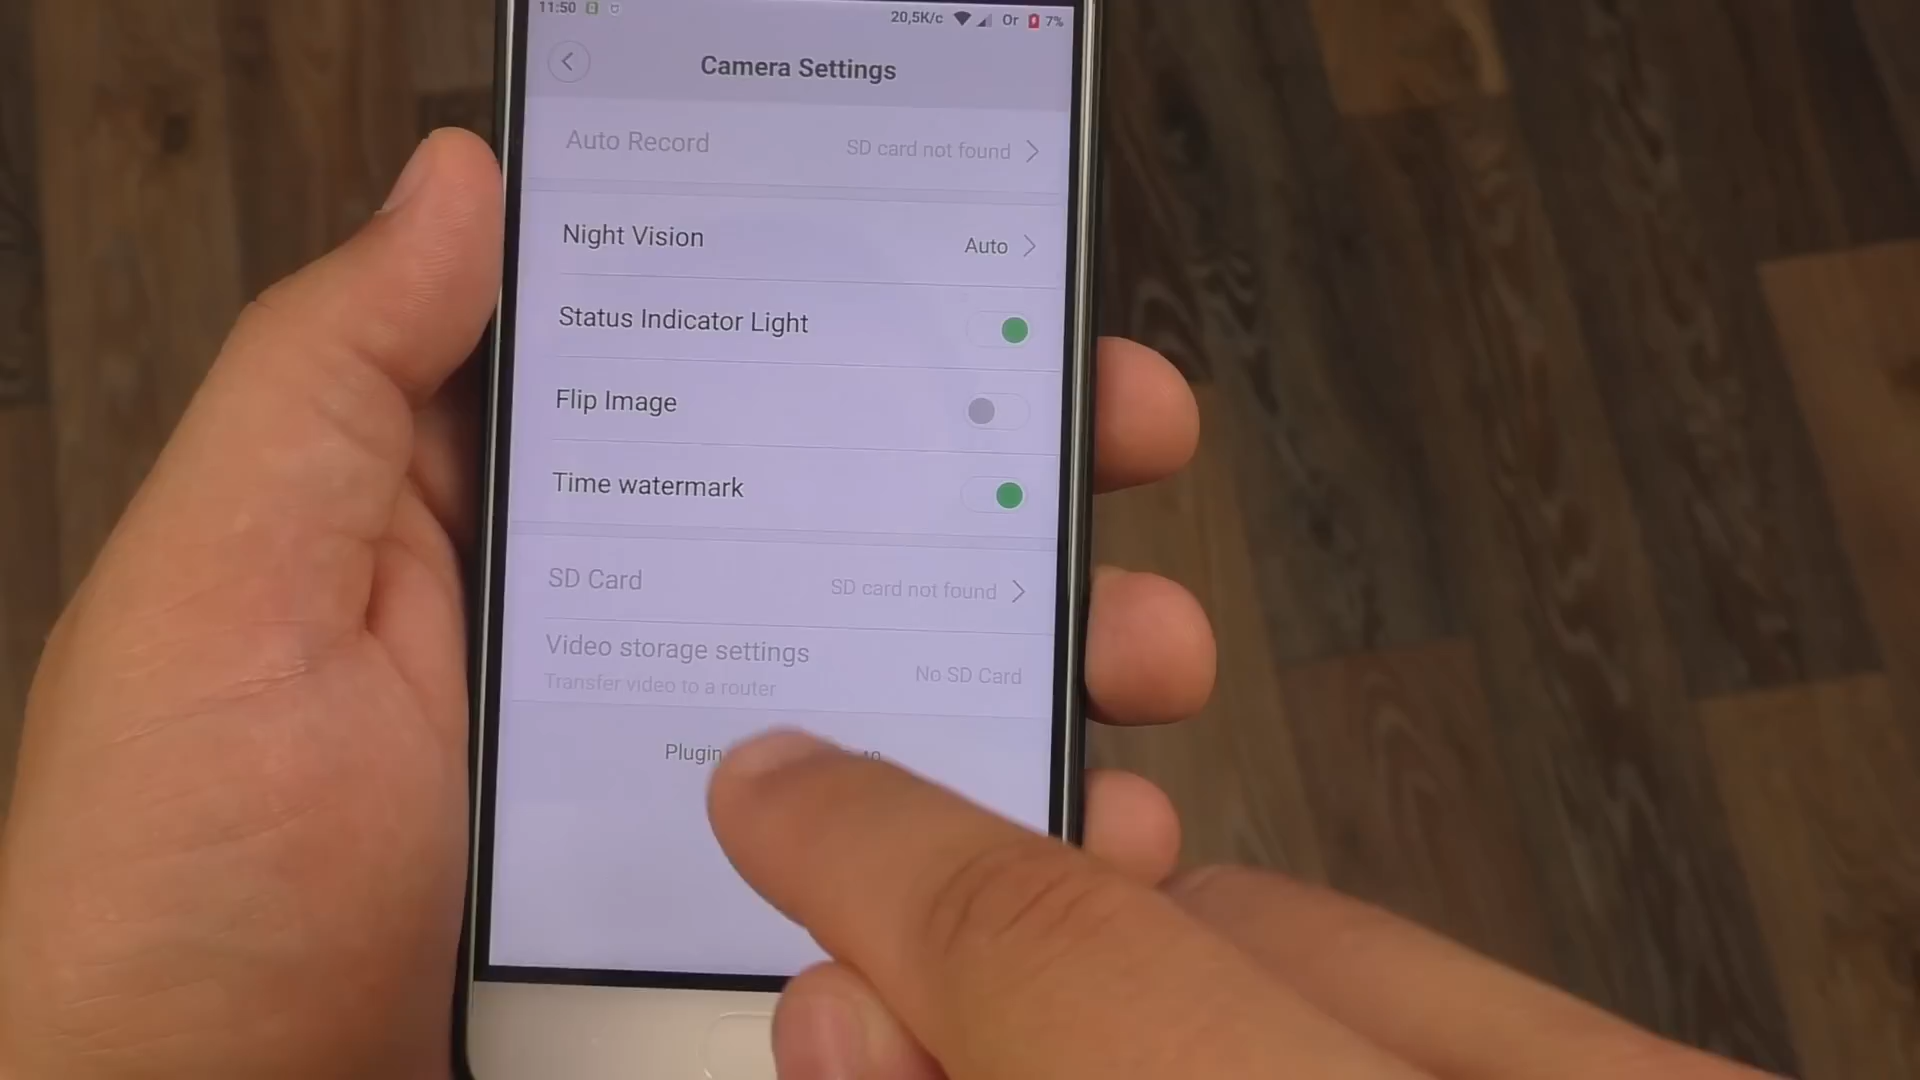 11:50 20,5K/c Or 7%
Camera Settings
Auto Record SD card not found
Night Vision Auto
Status Indicator Light
Flip Image
Time watermark
SD Card SD card not found
Video storage settings No SD Card
Transfer video to a router
Plugin